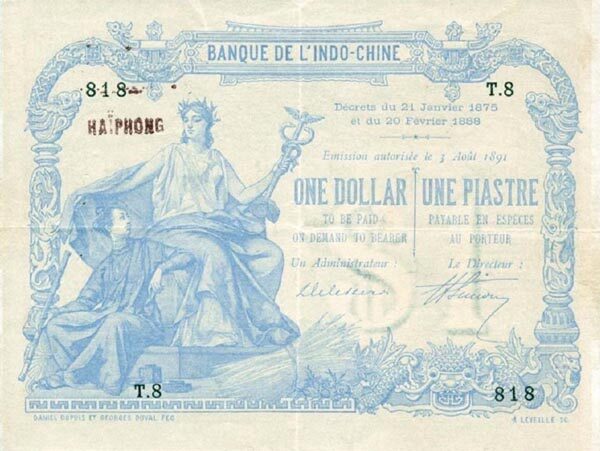 BANQUE DE L'INDO-CHINE
818
T.8
HAÏPHONG
Décrets du 21 Janvier 1875
et du 20 Février 1888
Emission autorisée le 3 Août 1891
ONE DOLLAR
TO BE PAID
ON DEMAND TO BEARER
UNE PIASTRE
PAYABLE EN ESPÈCES
AU PORTEUR
Un Administrateur :
Le Directeur :
T.8
818
DANIEL DUPUIS ET GEORGES DUVAL FEC.
A LEVEILLE SC.